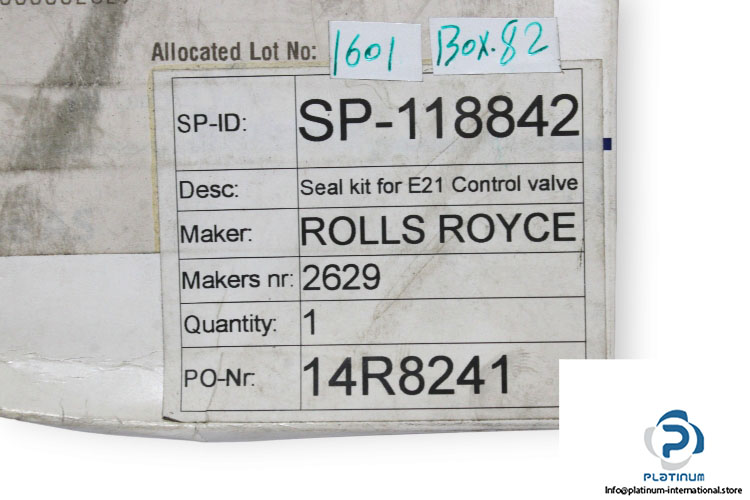 Allocated Lot No: 1601 Box.82
SP-ID: SP-118842
Desc: Seal kit for E21 Control valve
Maker: ROLLS ROYCE
Makers nr: 2629
Quantity: 1
PO-Nr: 14R8241
PLATINUM
Info@platinum-international.store